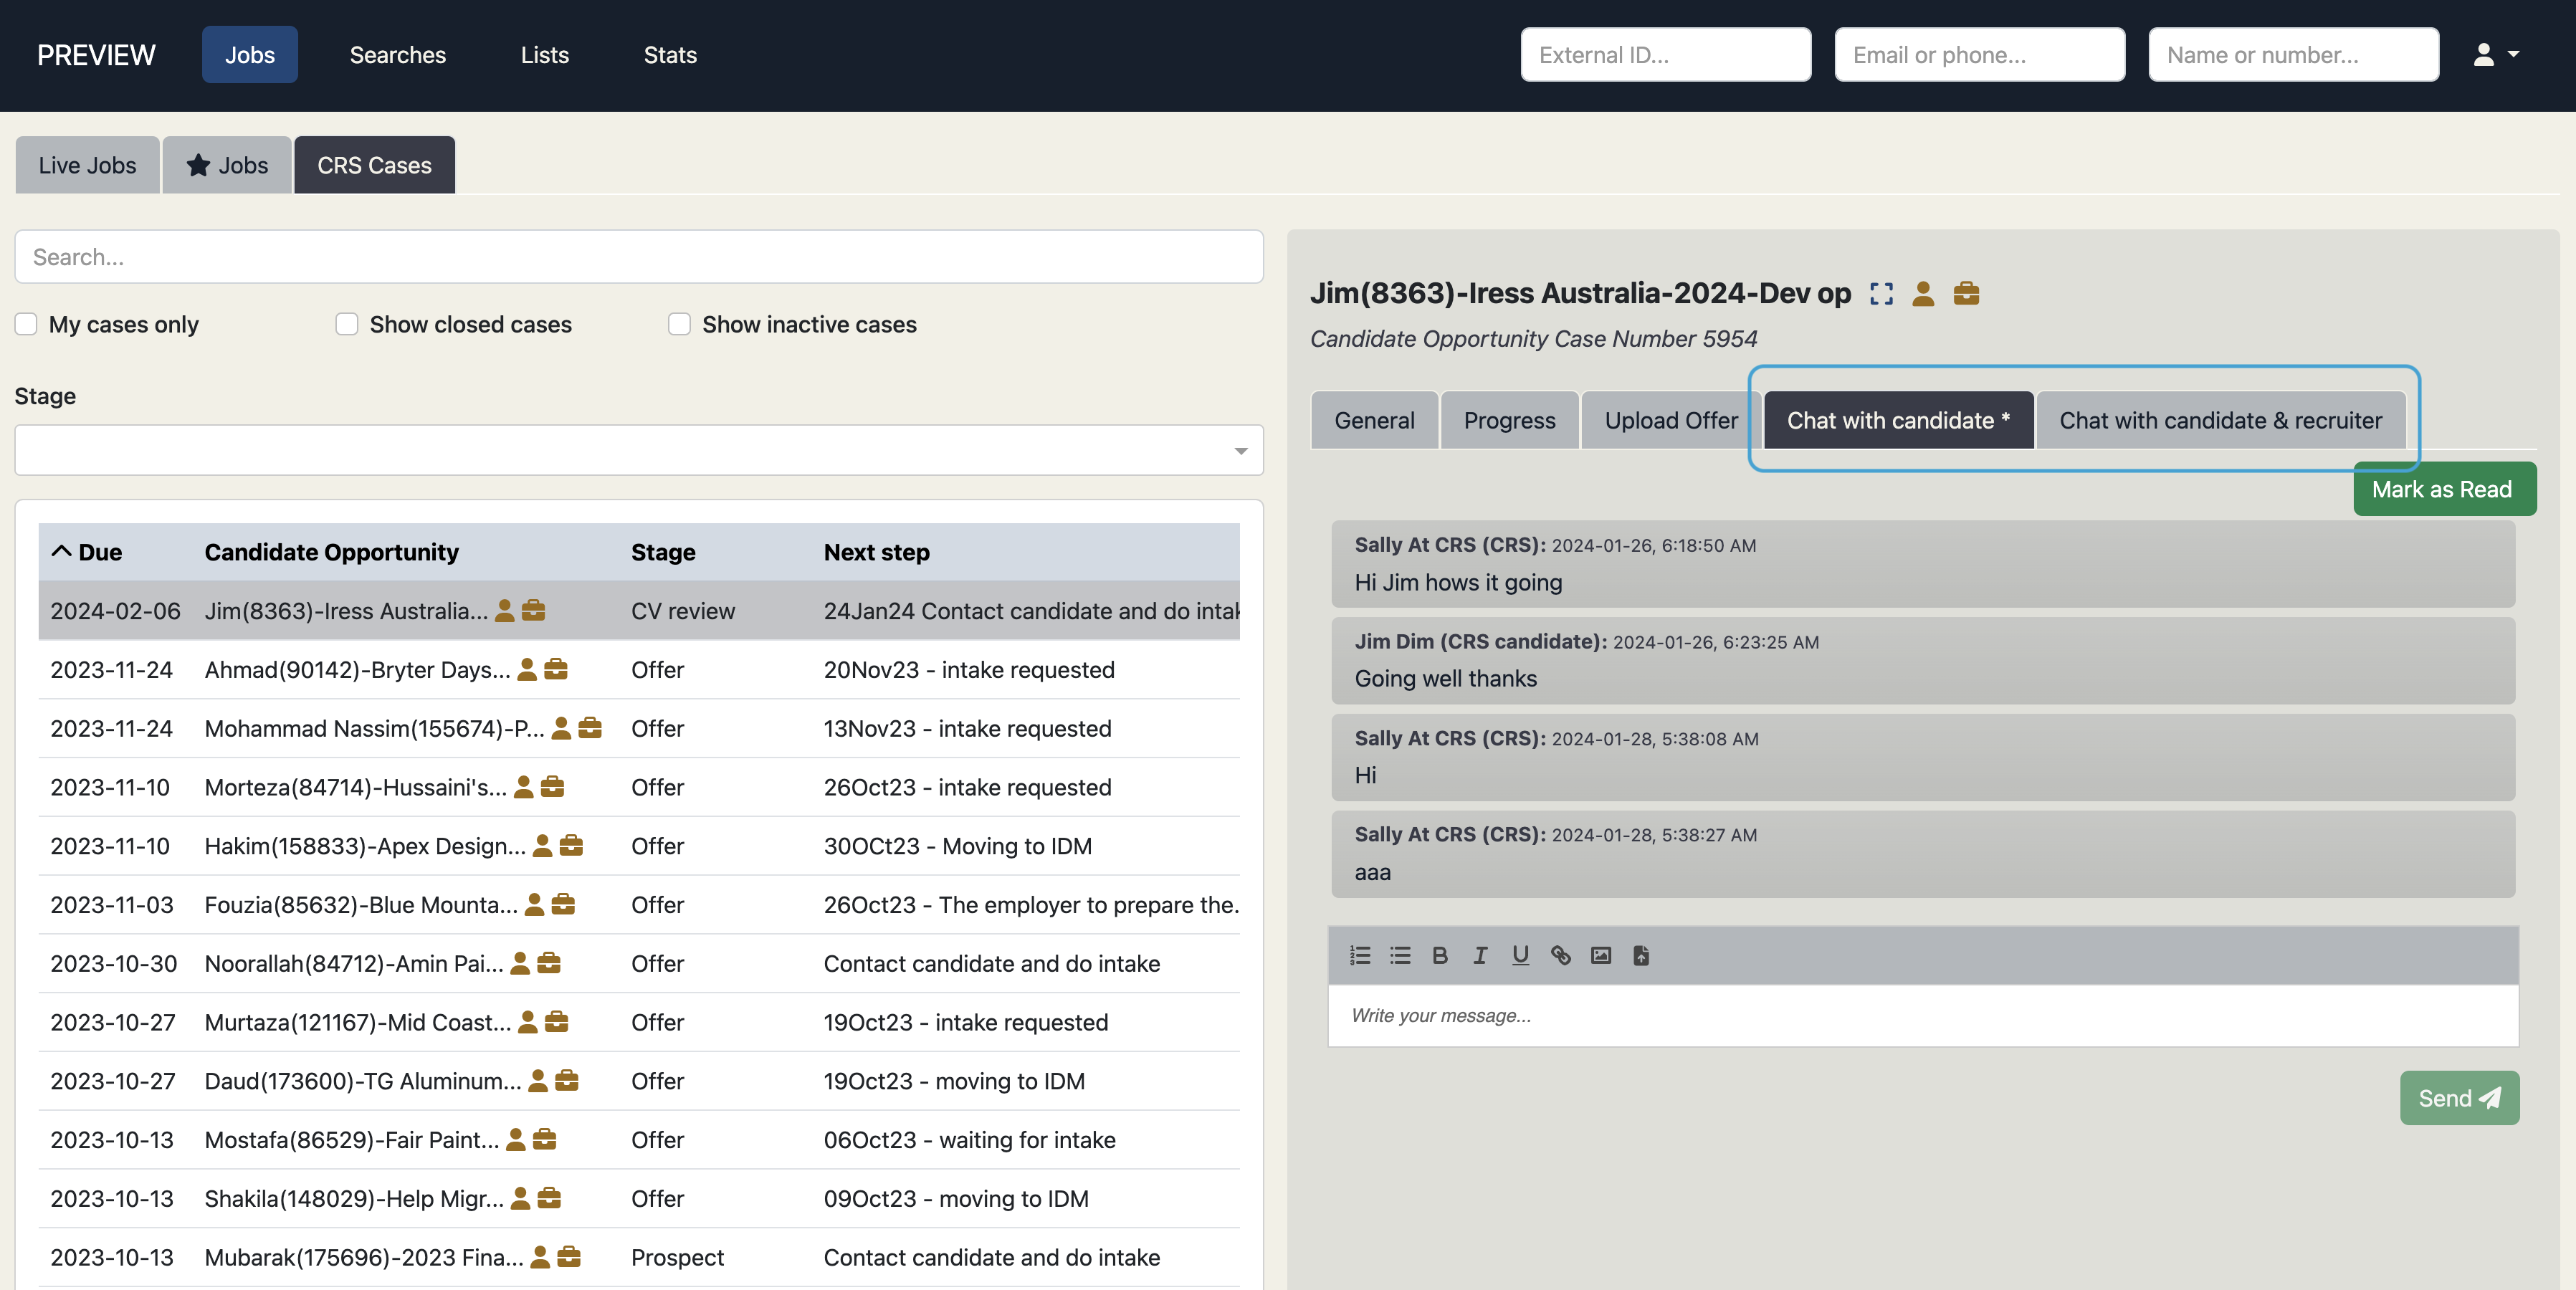 PREVIEW Jobs Searches Lists Stats External ID... Email or phone... Name or number...
Live Jobs Jobs CRS Cases
Search...
My cases only Show closed cases Show inactive cases
Stage
Due Candidate Opportunity Stage Next step
2024-02-06 Jim(8363)-Iress Australia... CV review 24Jan24 Contact candidate and do intak
2023-11-24 Ahmad(90142)-Bryter Days... Offer 20Nov23 - intake requested
2023-11-24 Mohammad Nassim(155674)-P... Offer 13Nov23 - intake requested
2023-11-10 Morteza(84714)-Hussaini's... Offer 26Oct23 - intake requested
2023-11-10 Hakim(158833)-Apex Design... Offer 30OCt23 - Moving to IDM
2023-11-03 Fouzia(85632)-Blue Mounta... Offer 26Oct23 - The employer to prepare the.
2023-10-30 Noorallah(84712)-Amin Pai... Offer Contact candidate and do intake
2023-10-27 Murtaza(121167)-Mid Coast... Offer 19Oct23 - intake requested
2023-10-27 Daud(173600)-TG Aluminum... Offer 19Oct23 - moving to IDM
2023-10-13 Mostafa(86529)-Fair Paint... Offer 06Oct23 - waiting for intake
2023-10-13 Shakila(148029)-Help Migr... Offer 09Oct23 - moving to IDM
2023-10-13 Mubarak(175696)-2023 Fina... Prospect Contact candidate and do intake
Jim(8363)-Iress Australia-2024-Dev op
Candidate Opportunity Case Number 5954
General Progress Upload Offer Chat with candidate * Chat with candidate & recruiter
Mark as Read
Sally At CRS (CRS): 2024-01-26, 6:18:50 AM
Hi Jim hows it going
Jim Dim (CRS candidate): 2024-01-26, 6:23:25 AM
Going well thanks
Sally At CRS (CRS): 2024-01-28, 5:38:08 AM
Hi
Sally At CRS (CRS): 2024-01-28, 5:38:27 AM
aaa
B I U
Write your message...
Send